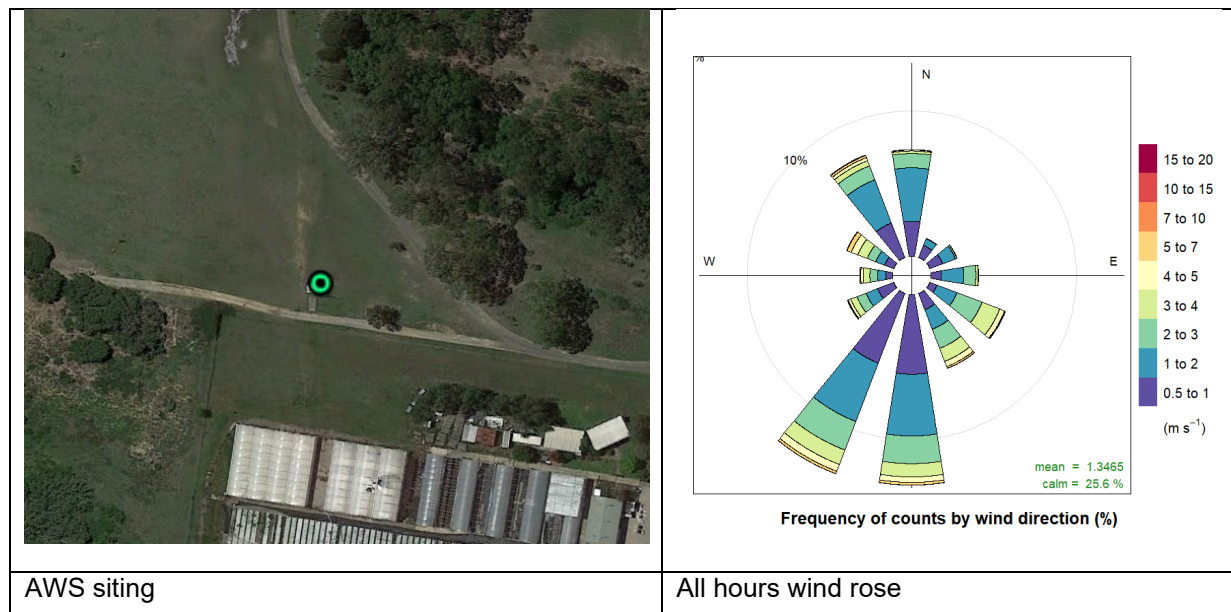 %
N
10%
W
E
15 to 20
10 to 15
7 to 10
5 to 7
4 to 5
3 to 4
2 to 3
1 to 2
0.5 to 1
(m s⁻¹)
mean = 1.3465
calm = 25.6 %
Frequency of counts by wind direction (%)
AWS siting
All hours wind rose